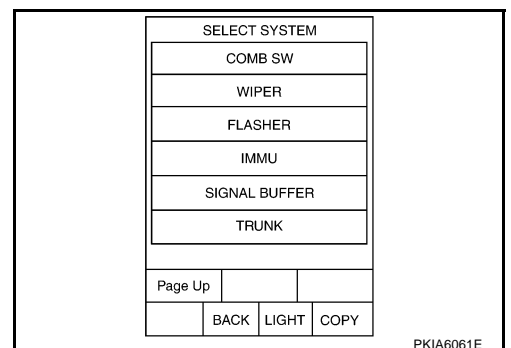 SELECT SYSTEM
COMB SW
WIPER
FLASHER
IMMU
SIGNAL BUFFER
TRUNK
Page Up
BACK LIGHT COPY
PKIA6061E